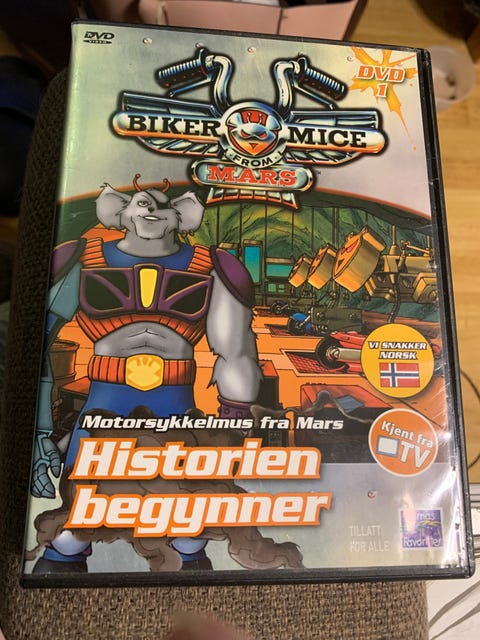 DVD
VIDEO
DVD
1
BIKER MICE
FROM
MARS
VI SNAKKER
NORSK
Motorsykkelmus fra Mars
Historien
begynner
Kjent fra
TV
TILLATT
FOR ALLE
Favoritter